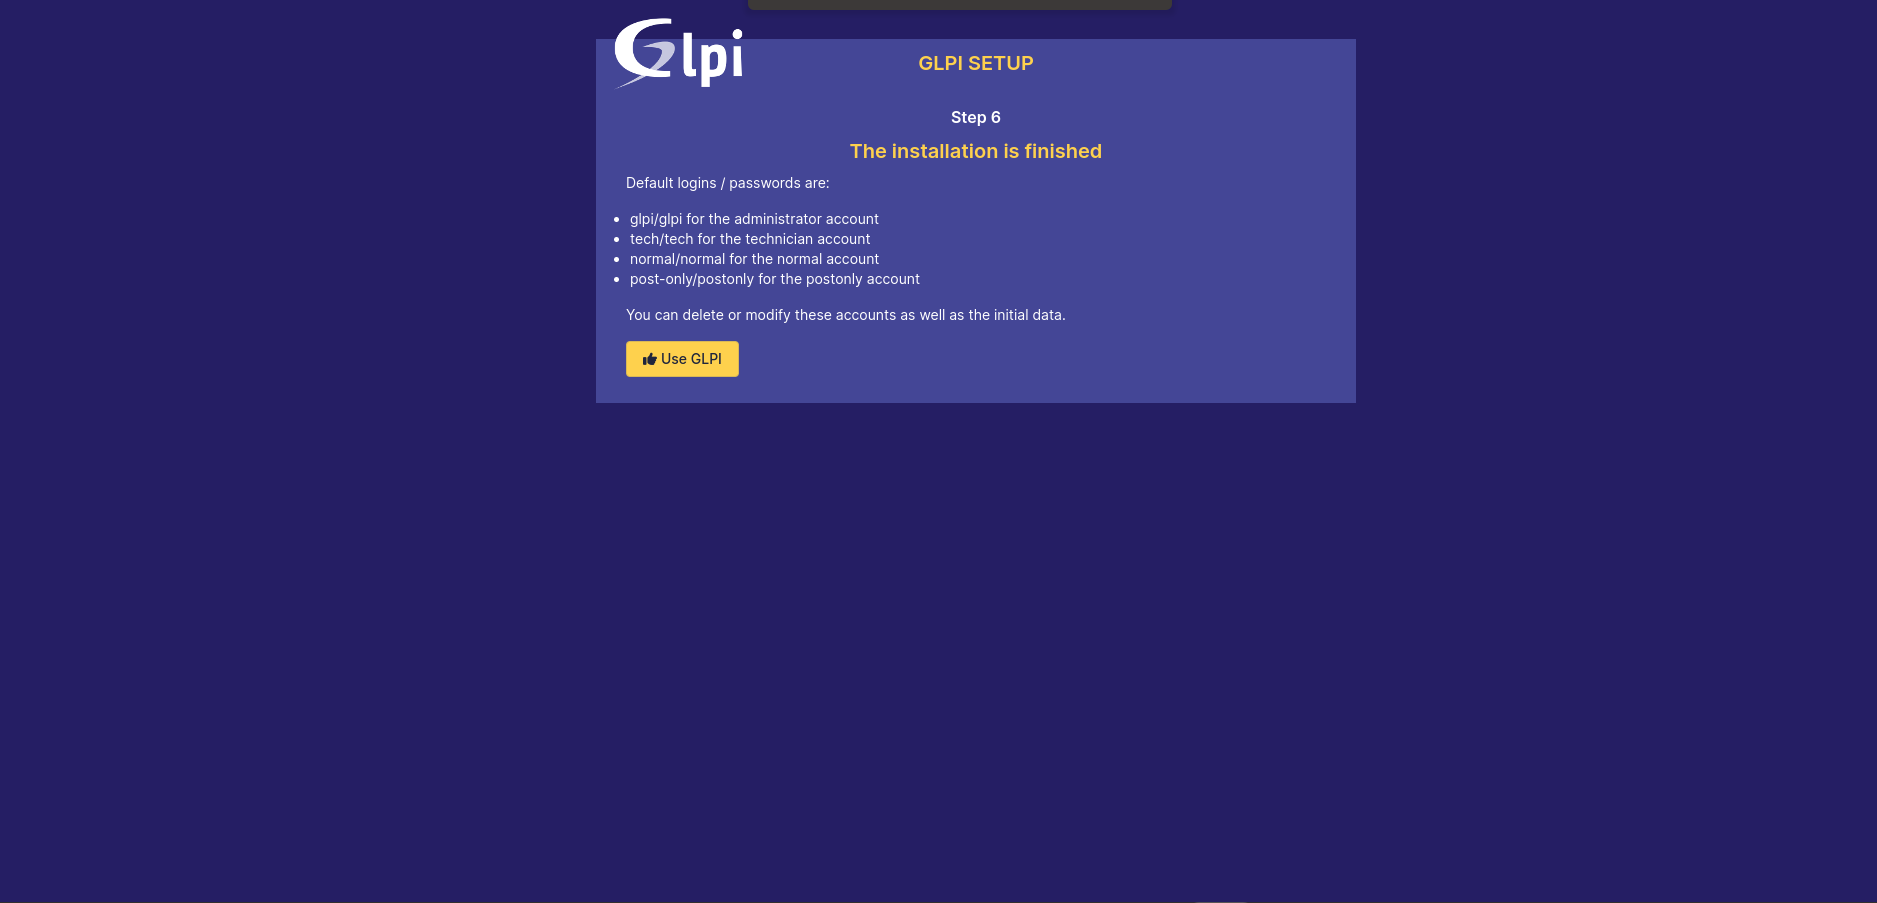 Glpi
GLPI SETUP
Step 6
The installation is finished
Default logins / passwords are:
glpi/glpi for the administrator account
tech/tech for the technician account
normal/normal for the normal account
post-only/postonly for the postonly account
You can delete or modify these accounts as well as the initial data.
Use GLPI